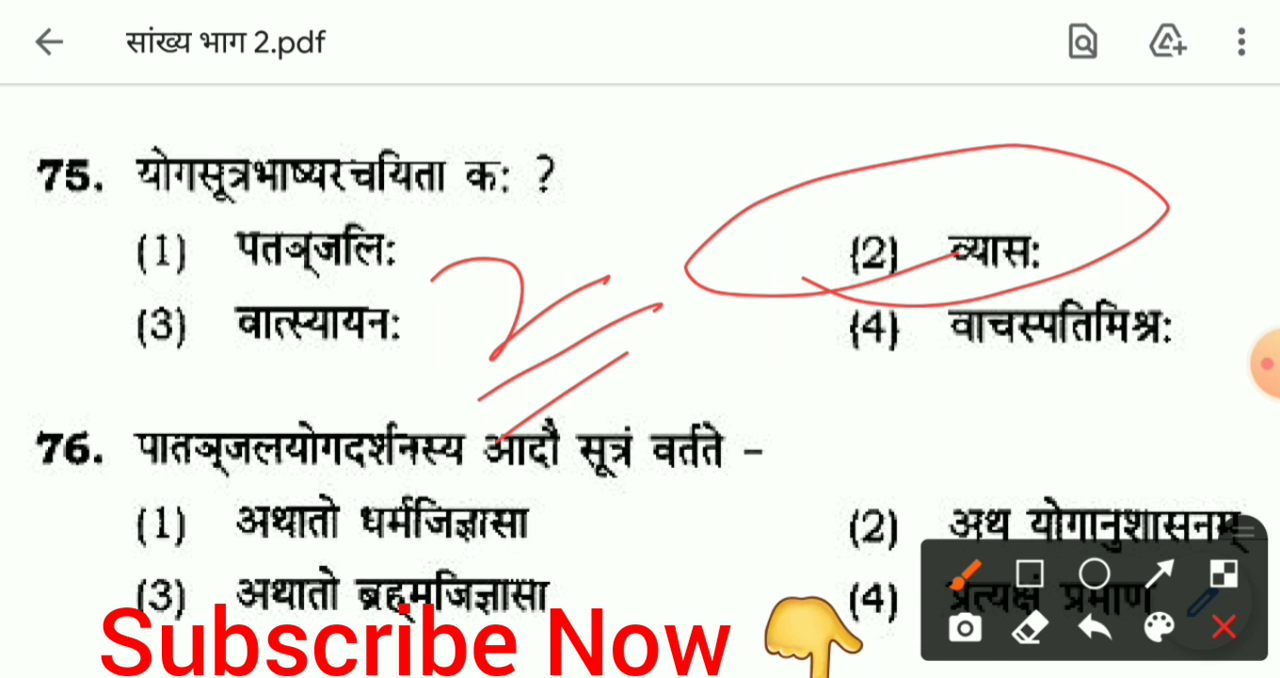 सांख्य भाग 2.pdf
75. योगसूत्रभाष्यरचयिता कः ?
(1) पतञ्जलिः (2) व्यासः
(3) वात्स्यायनः (4) वाचस्पतिमिश्रः
2
76. पातञ्जलयोगदर्शनस्य आदौ सूत्रं वर्तते –
(1) अथातो धर्मजिज्ञासा (2) अथ योगानुशासनम्
(3) अथातो ब्रह्मजिज्ञासा (4) प्रत्यक्षं प्रमाण
Subscribe Now